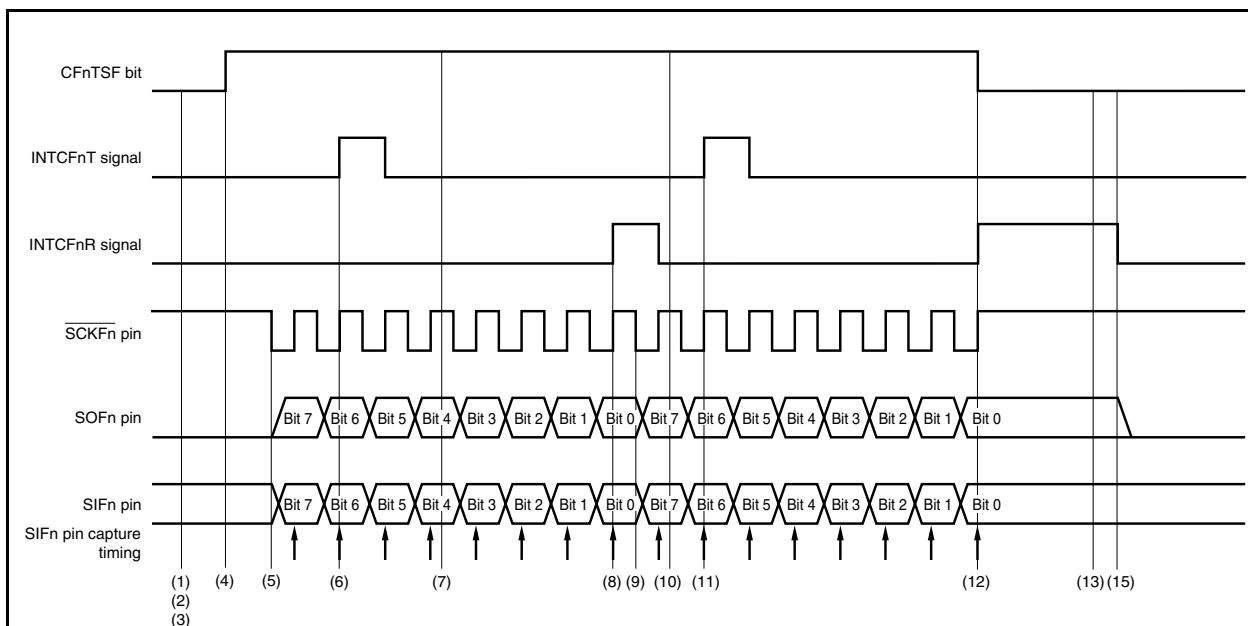 CFnTSF bit
INTCFnT signal
INTCFnR signal
SCKFn pin
SOFn pin
Bit 7 Bit 6 Bit 5 Bit 4 Bit 3 Bit 2 Bit 1 Bit 0 Bit 7 Bit 6 Bit 5 Bit 4 Bit 3 Bit 2 Bit 1 Bit 0
SIFn pin
Bit 7 Bit 6 Bit 5 Bit 4 Bit 3 Bit 2 Bit 1 Bit 0 Bit 7 Bit 6 Bit 5 Bit 4 Bit 3 Bit 2 Bit 1 Bit 0
SIFn pin capture
timing
(1) (4) (5) (6) (7) (8) (9) (10) (11) (12) (13) (15)
(2)
(3)